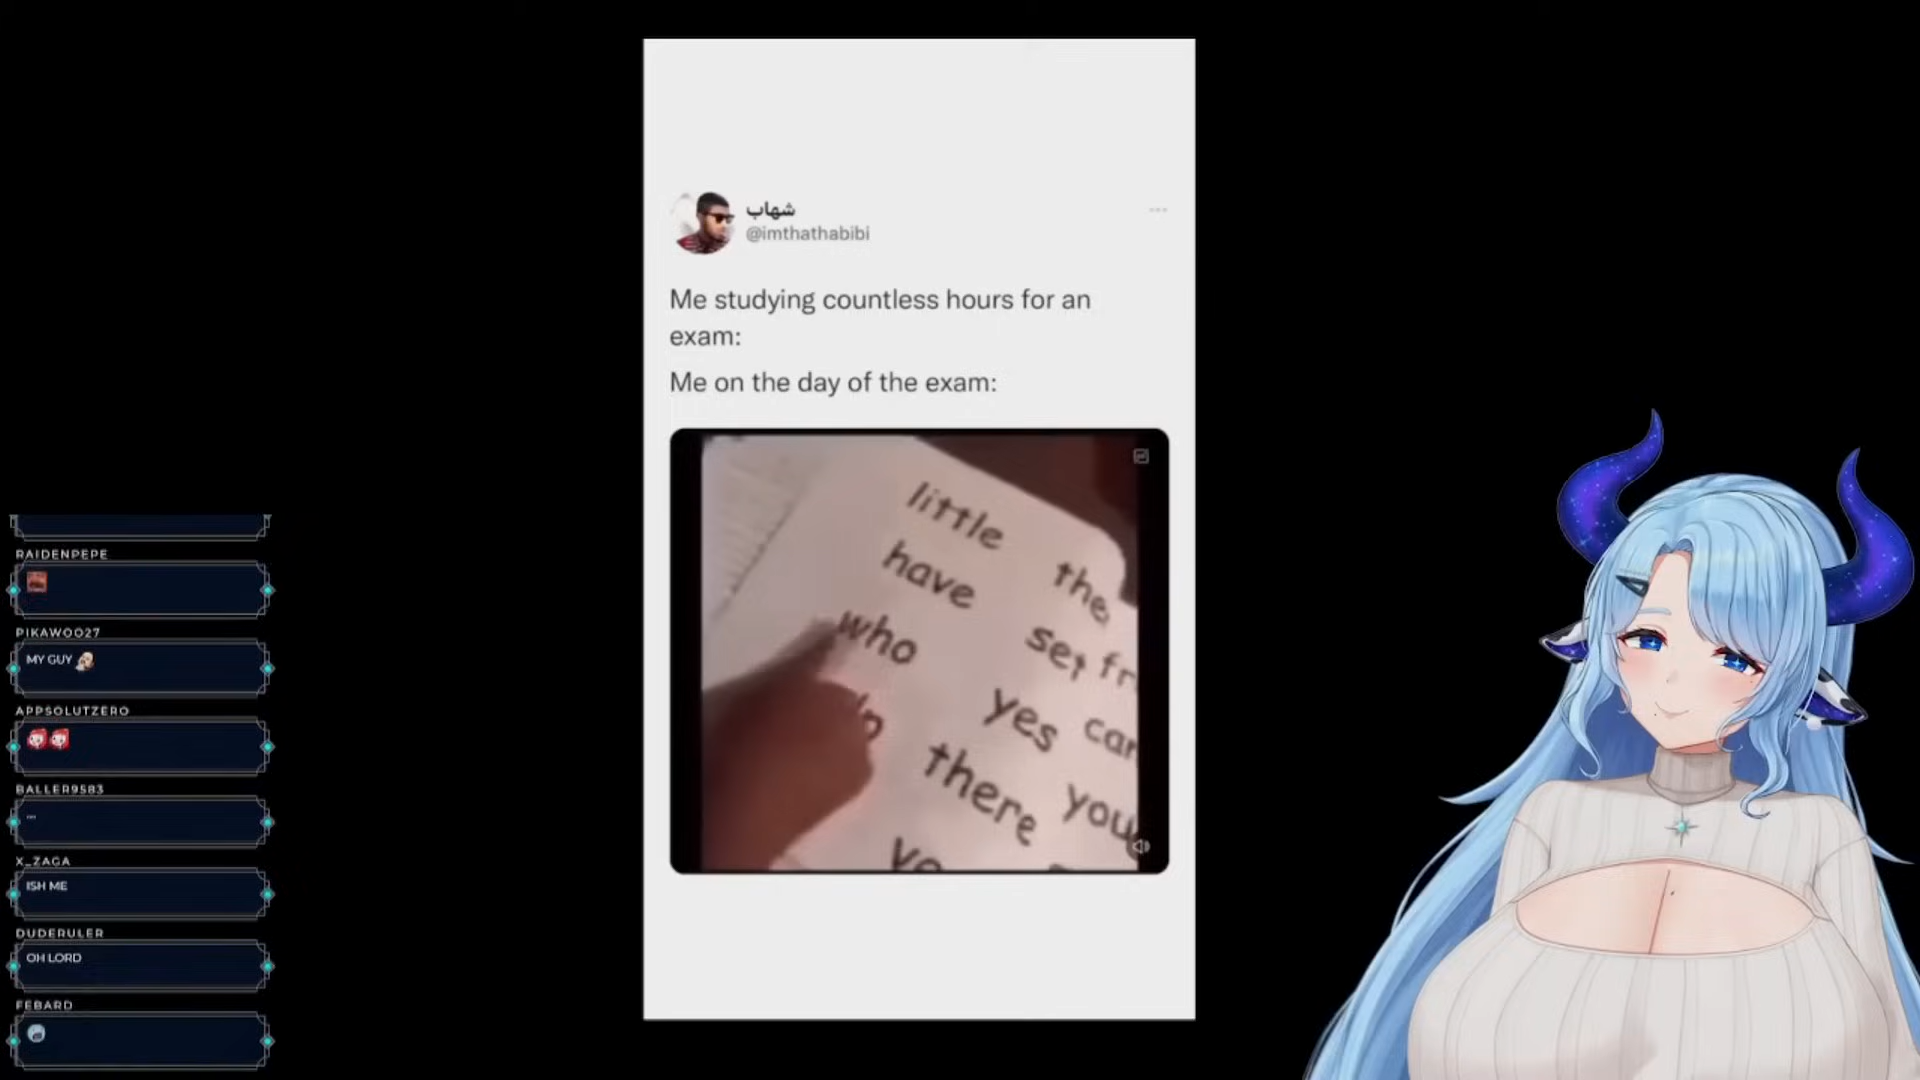 شهاب
@imthathabibi
Me studying countless hours for an
exam:
Me on the day of the exam:
little the
have set
who yes
there you
RAIDENPEPE
PIKAWOO27
MY GUY
APPSOLUTZERO
BALLER9583
...
X_ZAGA
ISH ME
DUDERULER
OH LORD
FEBARD